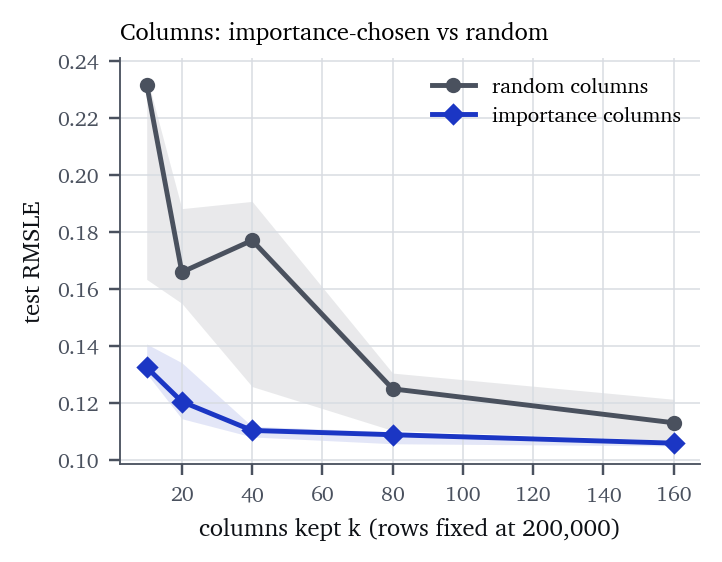 Columns: importance-chosen vs random
random columns
importance columns
test RMSLE
0.24
0.22
0.20
0.18
0.16
0.14
0.12
0.10
20 40 60 80 100 120 140 160
columns kept k (rows fixed at 200,000)